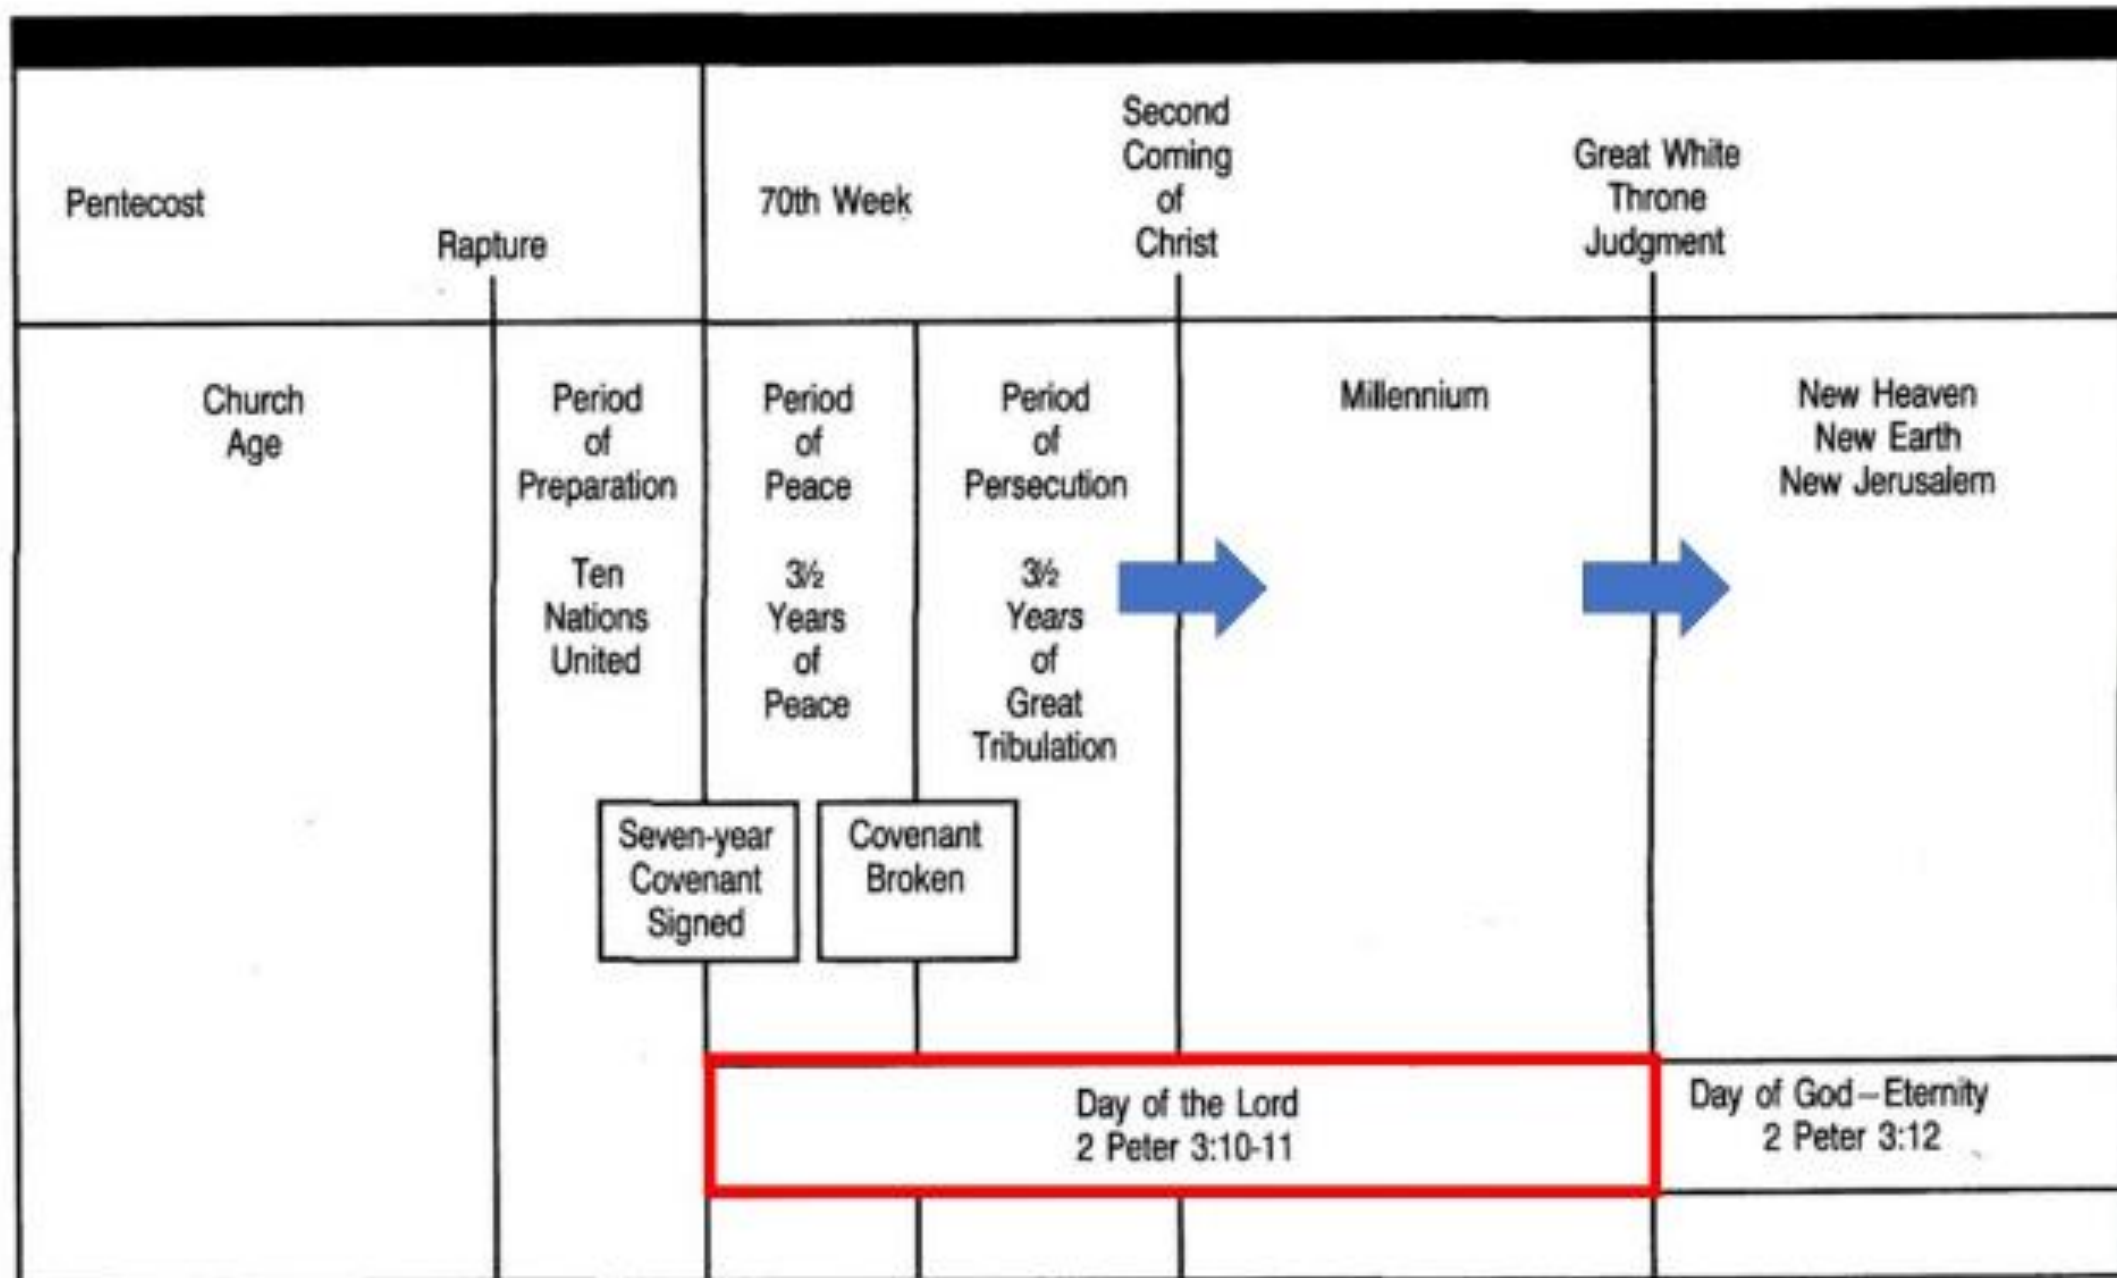 Pentecost
Rapture
70th Week
Second
Coming
of
Christ
Great White
Throne
Judgment
Church
Age
Period
of
Preparation
Ten
Nations
United
Period
of
Peace
3½
Years
of
Peace
Period
of
Persecution
3½
Years
of
Great
Tribulation
Millennium
New Heaven
New Earth
New Jerusalem
Seven-year
Covenant
Signed
Covenant
Broken
Day of the Lord
2 Peter 3:10-11
Day of God–Eternity
2 Peter 3:12